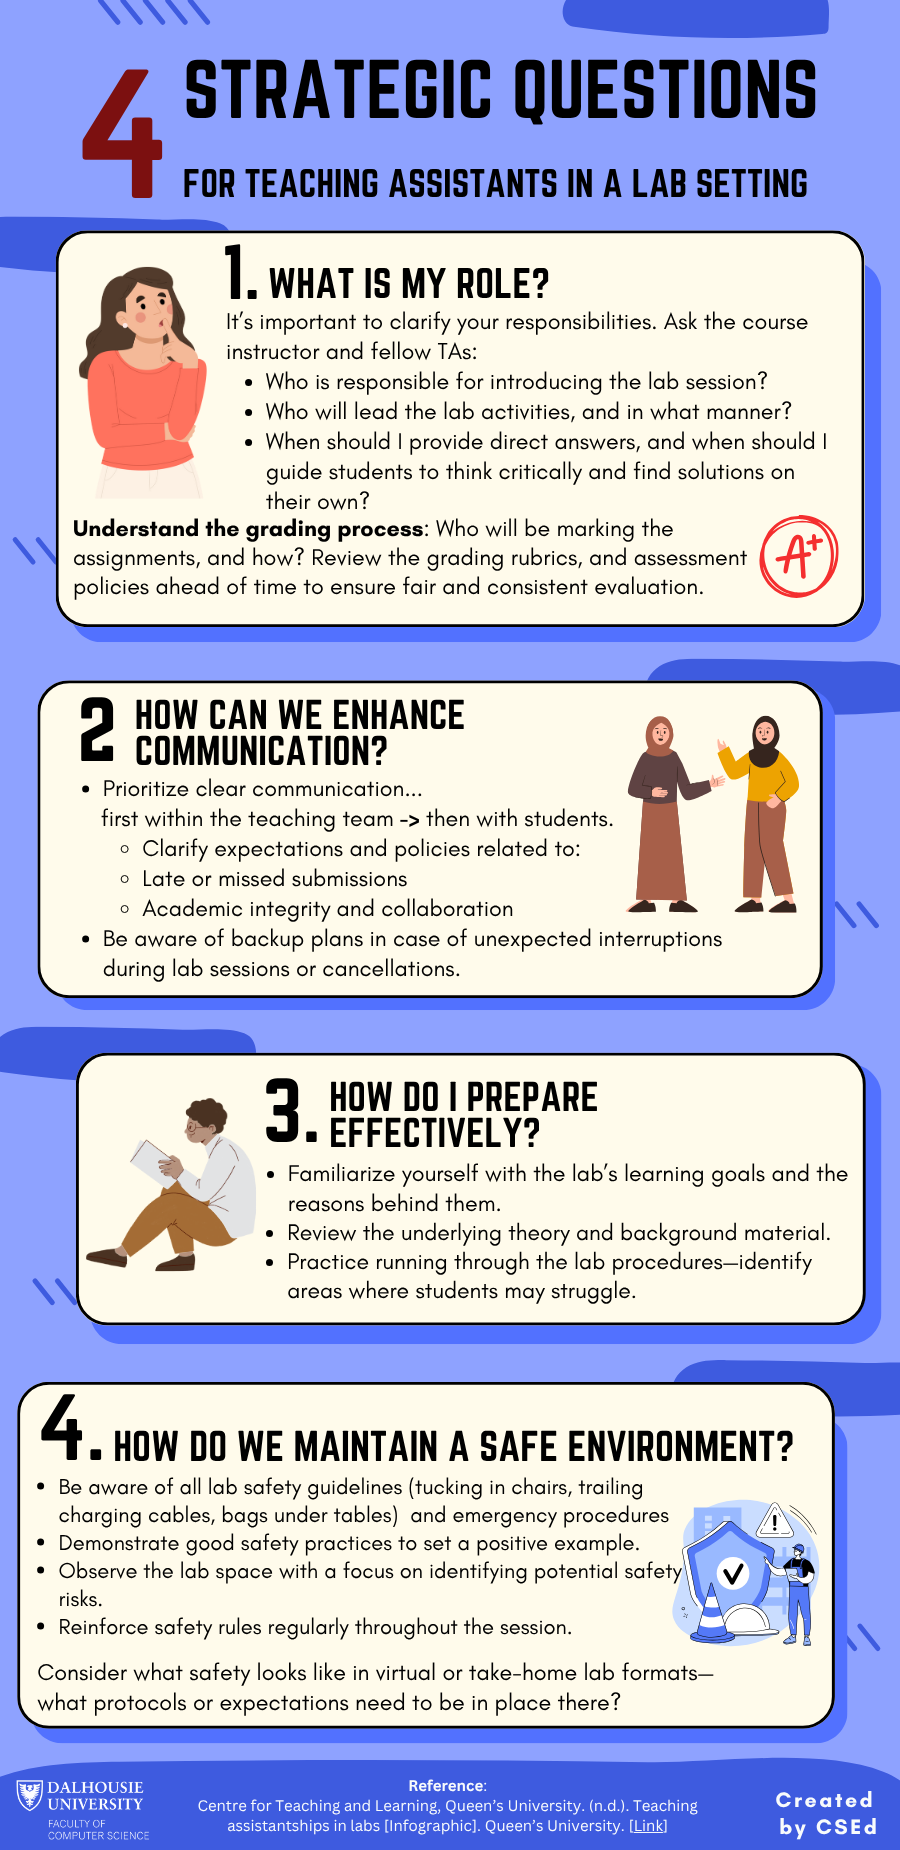 4 STRATEGIC QUESTIONS
FOR TEACHING ASSISTANTS IN A LAB SETTING
1. WHAT IS MY ROLE?
It's important to clarify your responsibilities. Ask the course
instructor and fellow TAs:
• Who is responsible for introducing the lab session?
• Who will lead the lab activities, and in what manner?
• When should I provide direct answers, and when should I
guide students to think critically and find solutions on
their own?
Understand the grading process: Who will be marking the
assignments, and how? Review the grading rubrics, and assessment
policies ahead of time to ensure fair and consistent evaluation.
A+
2 HOW CAN WE ENHANCE
COMMUNICATION?
• Prioritize clear communication...
first within the teaching team -> then with students.
◦ Clarify expectations and policies related to:
◦ Late or missed submissions
◦ Academic integrity and collaboration
• Be aware of backup plans in case of unexpected interruptions
during lab sessions or cancellations.
3. HOW DO I PREPARE
EFFECTIVELY?
• Familiarize yourself with the lab's learning goals and the
reasons behind them.
• Review the underlying theory and background material.
• Practice running through the lab procedures—identify
areas where students may struggle.
4. HOW DO WE MAINTAIN A SAFE ENVIRONMENT?
• Be aware of all lab safety guidelines (tucking in chairs, trailing
charging cables, bags under tables)  and emergency procedures
• Demonstrate good safety practices to set a positive example.
• Observe the lab space with a focus on identifying potential safety
risks.
• Reinforce safety rules regularly throughout the session.
!
Consider what safety looks like in virtual or take-home lab formats—
what protocols or expectations need to be in place there?
DALHOUSIE
UNIVERSITY
FACULTY OF
COMPUTER SCIENCE
Reference:
Centre for Teaching and Learning, Queen's University. (n.d.). Teaching
assistantships in labs [Infographic]. Queen's University. [Link]
Created
by CSEd